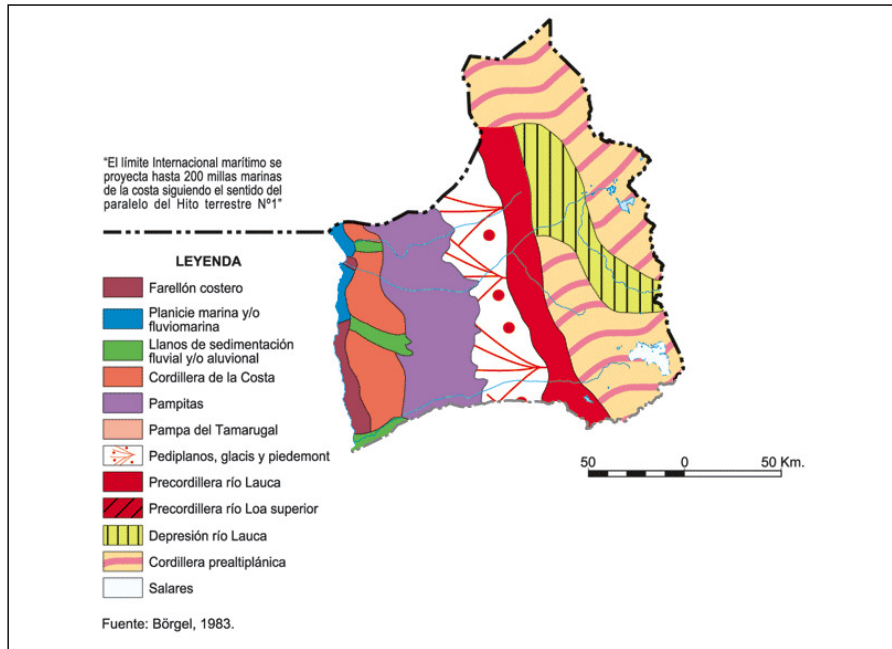 "El límite Internacional marítimo se
proyecta hasta 200 millas marinas
de la costa siguiendo el sentido del
paralelo del Hito terrestre Nº1"
LEYENDA
Farellón costero
Planicie marina y/o
fluviomarina
Llanos de sedimentación
fluvial y/o aluvional
Cordillera de la Costa
Pampitas
Pampa del Tamarugal
Pediplanos, glacis y piedemont
Precordillera río Lauca
Precordillera río Loa superior
Depresión río Lauca
Cordillera prealtiplánica
Salares
Fuente: Börgel, 1983.
50 0 50 Km.